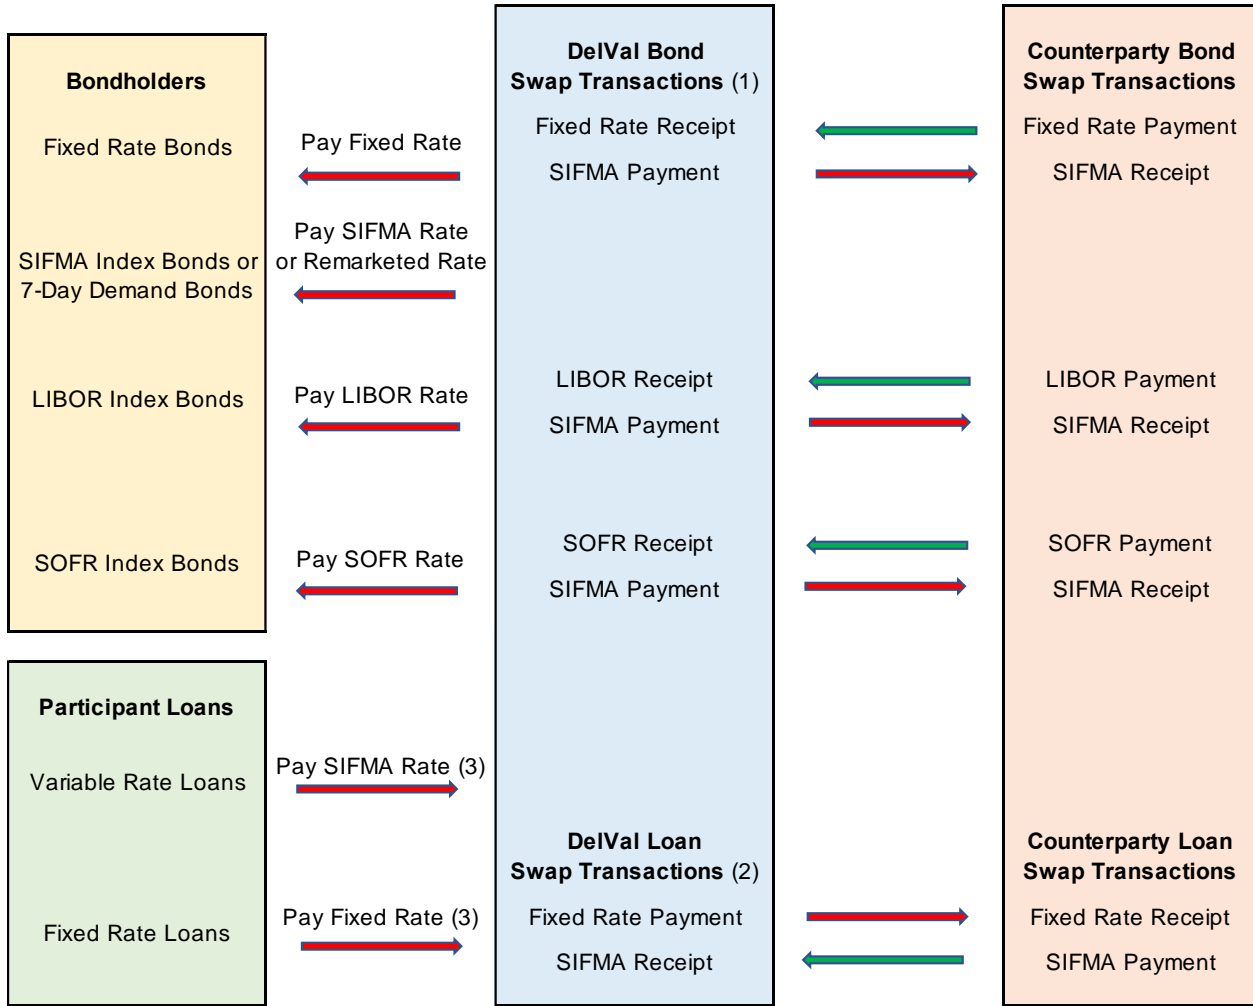 Bondholders
Fixed Rate Bonds
SIFMA Index Bonds or
7-Day Demand Bonds
LIBOR Index Bonds
SOFR Index Bonds
Participant Loans
Variable Rate Loans
Fixed Rate Loans
Pay Fixed Rate
Pay SIFMA Rate
or Remarketed Rate
Pay LIBOR Rate
Pay SOFR Rate
Pay SIFMA Rate (3)
Pay Fixed Rate (3)
DelVal Bond
Swap Transactions (1)
Fixed Rate Receipt
SIFMA Payment
LIBOR Receipt
SIFMA Payment
SOFR Receipt
SIFMA Payment
DelVal Loan
Swap Transactions (2)
Fixed Rate Payment
SIFMA Receipt
Counterparty Bond
Swap Transactions
Fixed Rate Payment
SIFMA Receipt
LIBOR Payment
SIFMA Receipt
SOFR Payment
SIFMA Receipt
Counterparty Loan
Swap Transactions
Fixed Rate Receipt
SIFMA Payment